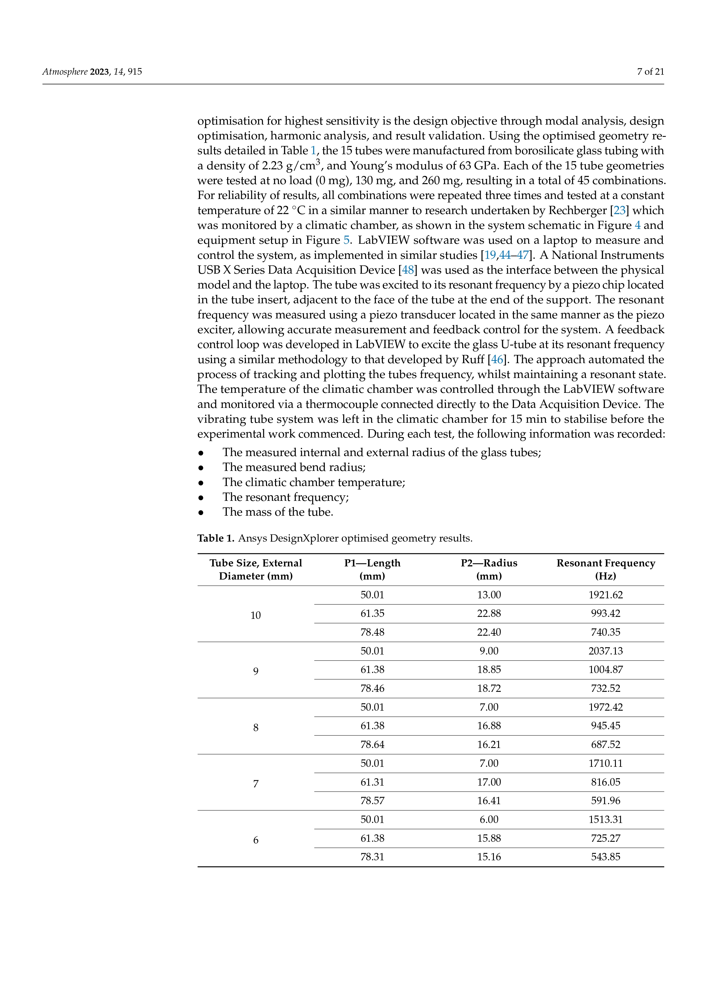 Atmosphere 2023, 14, 915
7 of 21
optimisation for highest sensitivity is the design objective through modal analysis, design
optimisation, harmonic analysis, and result validation. Using the optimised geometry re-
sults detailed in Table 1, the 15 tubes were manufactured from borosilicate glass tubing with
a density of 2.23 g/cm³, and Young's modulus of 63 GPa. Each of the 15 tube geometries
were tested at no load (0 mg), 130 mg, and 260 mg, resulting in a total of 45 combinations.
For reliability of results, all combinations were repeated three times and tested at a constant
temperature of 22 °C in a similar manner to research undertaken by Rechberger [23] which
was monitored by a climatic chamber, as shown in the system schematic in Figure 4 and
equipment setup in Figure 5. LabVIEW software was used on a laptop to measure and
control the system, as implemented in similar studies [19,44–47]. A National Instruments
USB X Series Data Acquisition Device [48] was used as the interface between the physical
model and the laptop. The tube was excited to its resonant frequency by a piezo chip located
in the tube insert, adjacent to the face of the tube at the end of the support. The resonant
frequency was measured using a piezo transducer located in the same manner as the piezo
exciter, allowing accurate measurement and feedback control for the system. A feedback
control loop was developed in LabVIEW to excite the glass U-tube at its resonant frequency
using a similar methodology to that developed by Ruff [46]. The approach automated the
process of tracking and plotting the tubes frequency, whilst maintaining a resonant state.
The temperature of the climatic chamber was controlled through the LabVIEW software
and monitored via a thermocouple connected directly to the Data Acquisition Device. The
vibrating tube system was left in the climatic chamber for 15 min to stabilise before the
experimental work commenced. During each test, the following information was recorded:
• The measured internal and external radius of the glass tubes;
• The measured bend radius;
• The climatic chamber temperature;
• The resonant frequency;
• The mass of the tube.
Table 1. Ansys DesignXplorer optimised geometry results.
Tube Size, External P1—Length P2—Radius Resonant Frequency
Diameter (mm) (mm) (mm) (Hz)
50.01 13.00 1921.62
10 61.35 22.88 993.42
78.48 22.40 740.35
50.01 9.00 2037.13
9 61.38 18.85 1004.87
78.46 18.72 732.52
50.01 7.00 1972.42
8 61.38 16.88 945.45
78.64 16.21 687.52
50.01 7.00 1710.11
7 61.31 17.00 816.05
78.57 16.41 591.96
50.01 6.00 1513.31
6 61.38 15.88 725.27
78.31 15.16 543.85